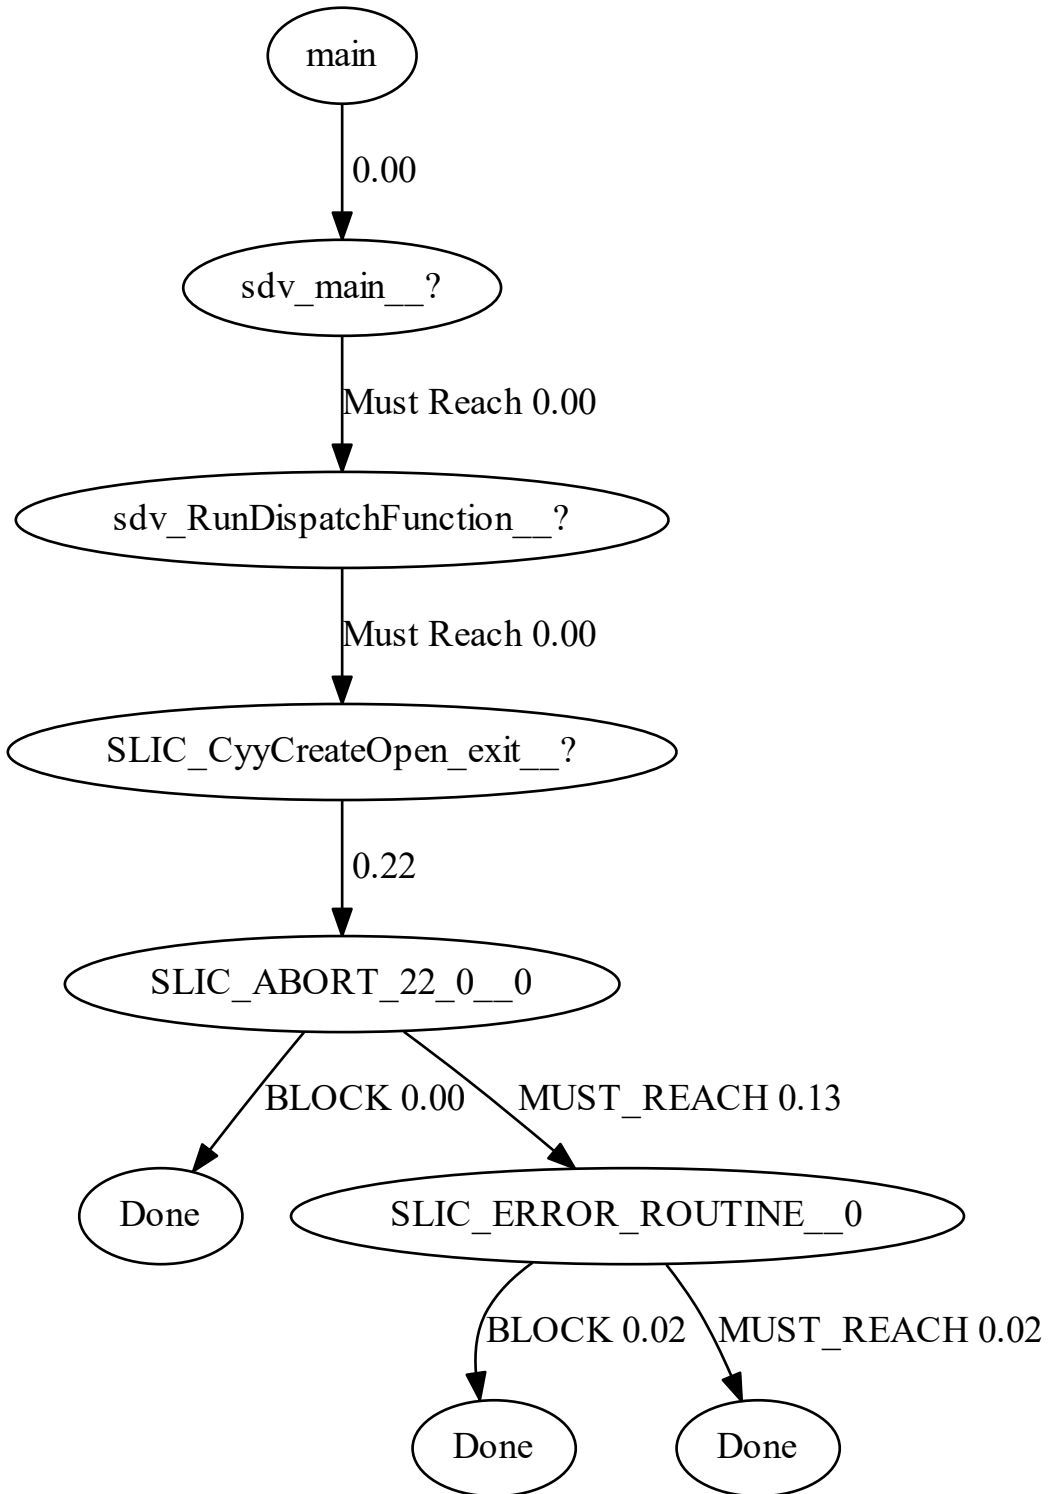 main
0.00
sdv_main__?
Must Reach 0.00
sdv_RunDispatchFunction__?
Must Reach 0.00
SLIC_CyyCreateOpen_exit__?
0.22
SLIC_ABORT_22_0__0
BLOCK 0.00
MUST_REACH 0.13
Done
SLIC_ERROR_ROUTINE__0
BLOCK 0.02
MUST_REACH 0.02
Done
Done